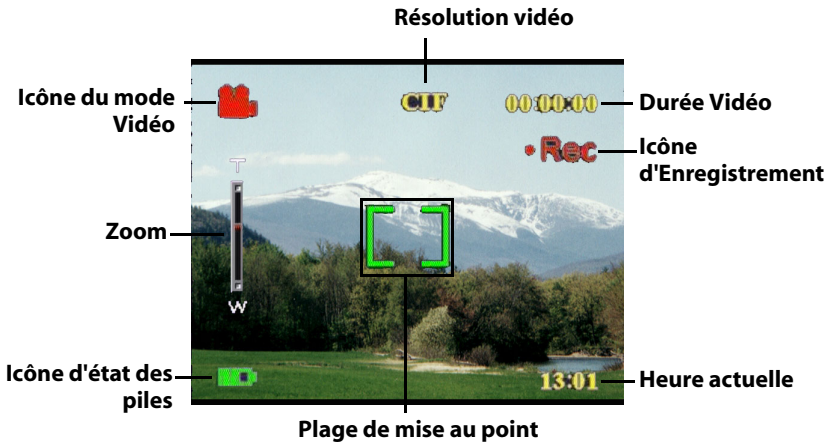 Résolution vidéo
Icône du mode
Vidéo
CIF
00:00:00
Durée Vidéo
• Rec
Icône
d'Enregistrement
T
Zoom
W
Icône d'état des
piles
13:01
Heure actuelle
Plage de mise au point